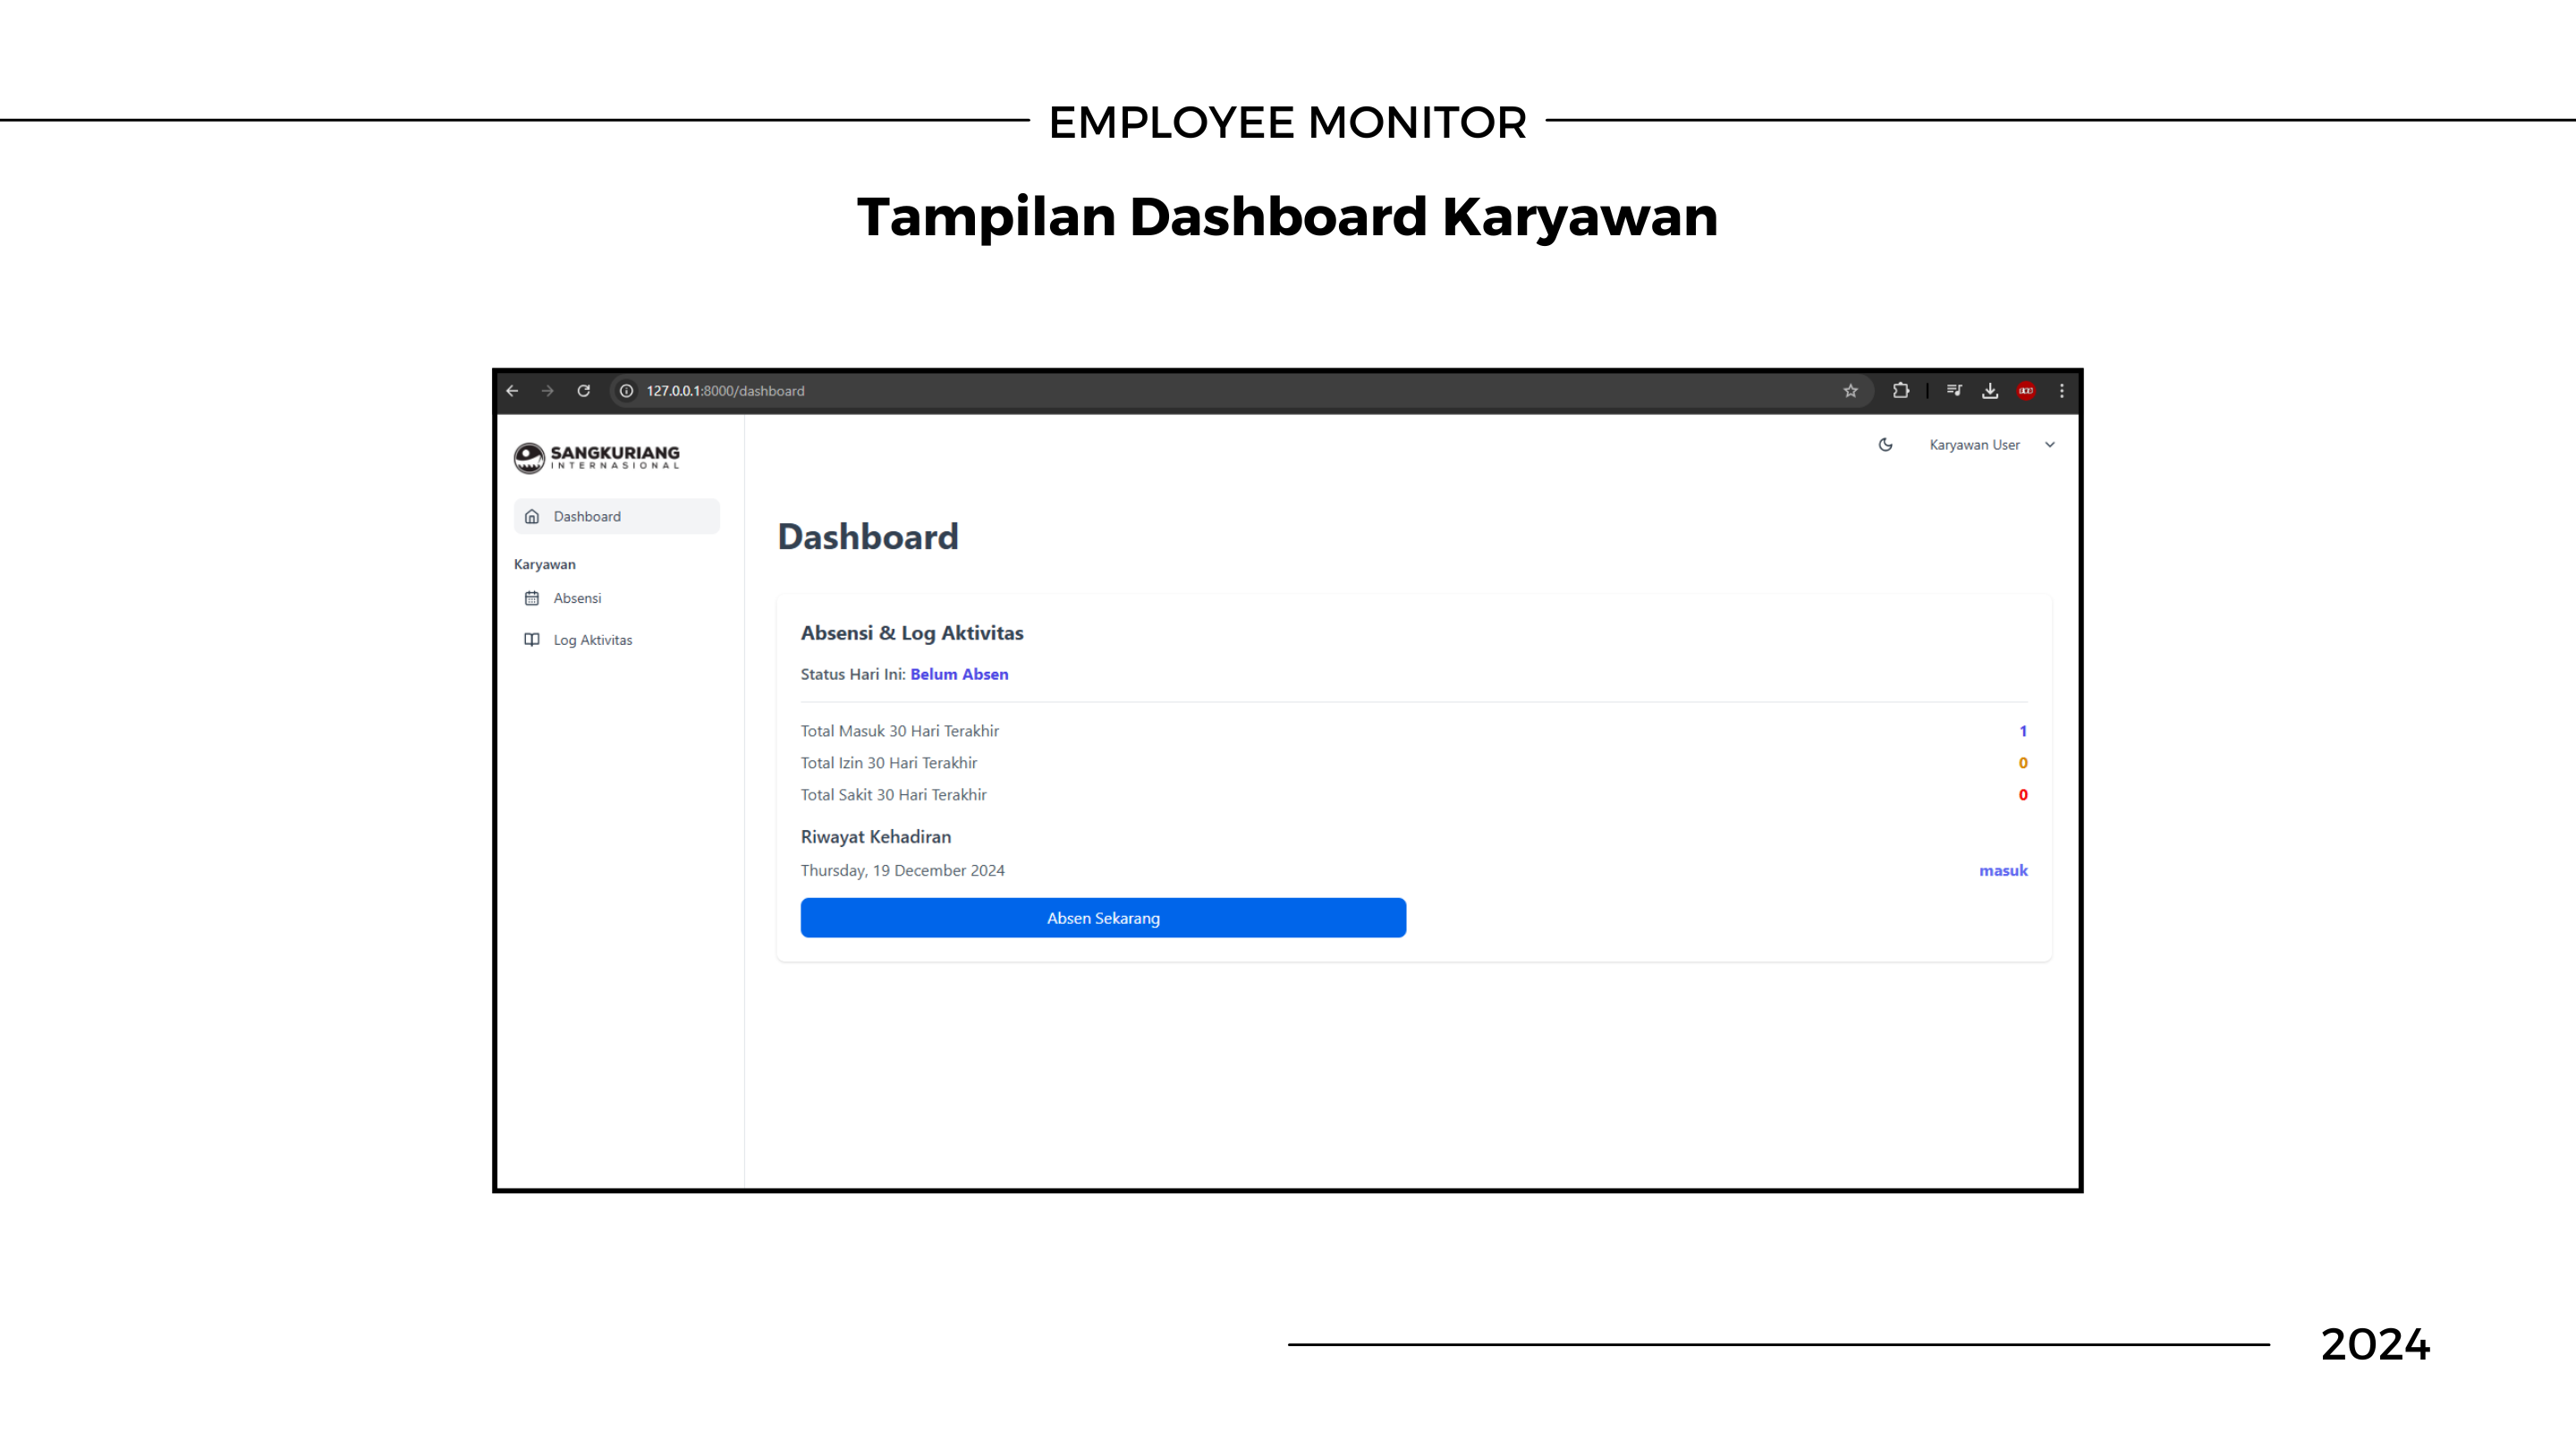 EMPLOYEE MONITOR
Tampilan Dashboard Karyawan
127.0.0.1:8000/dashboard
SANGKURIANG
INTERNASIONAL
Karyawan User
Dashboard
Karyawan
Absensi
Log Aktivitas
Dashboard
Absensi & Log Aktivitas
Status Hari Ini: Belum Absen
Total Masuk 30 Hari Terakhir 1
Total Izin 30 Hari Terakhir 0
Total Sakit 30 Hari Terakhir 0
Riwayat Kehadiran
Thursday, 19 December 2024 masuk
Absen Sekarang
2024